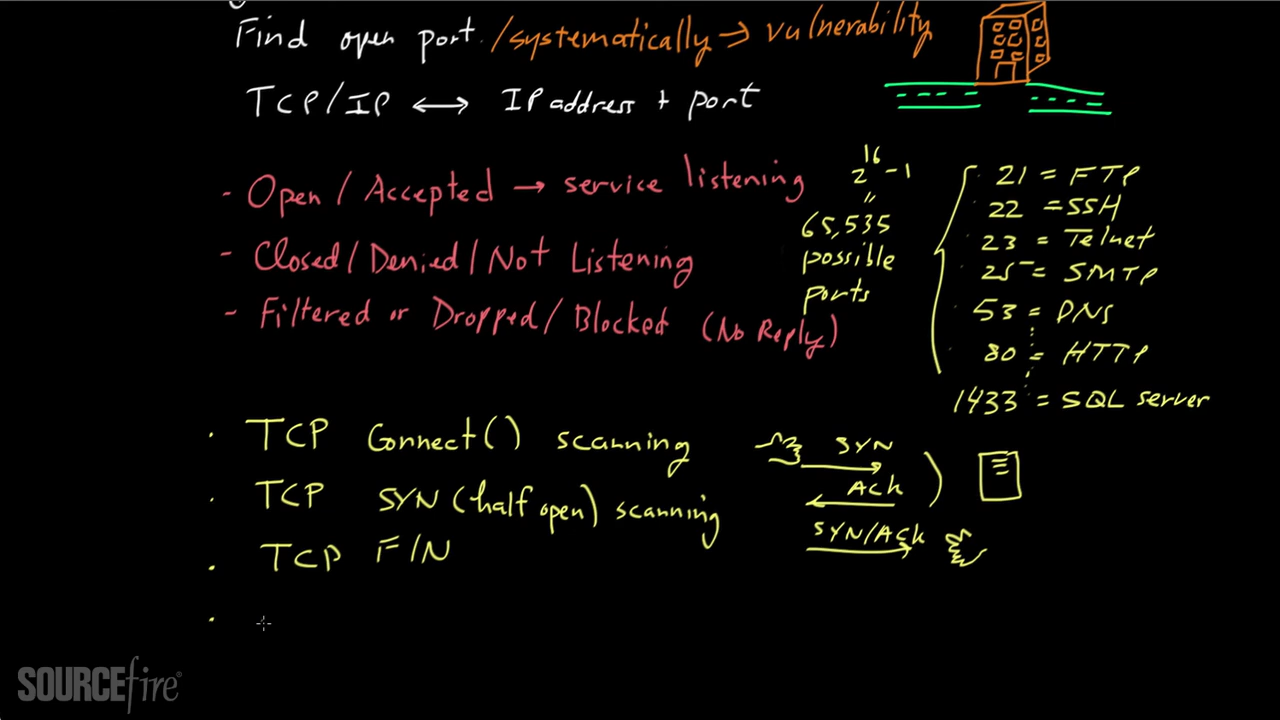 Find open port /systematically → vulnerability
TCP/IP ↔ IP address + port
- Open / Accepted → service listening
- Closed/Denied/Not Listening
- Filtered or Dropped/Blocked (No Reply)
2^16 -1
"
65,535
possible
ports
21 = FTP
22 = SSH
23 = Telnet
25 = SMTP
53 = DNS
80 = HTTP
1433 = SQL server
· TCP Connect() scanning
· TCP SYN (half open) scanning
· TCP FIN
·
SYN
ACK
SYN/ACK
SOURCEfire®